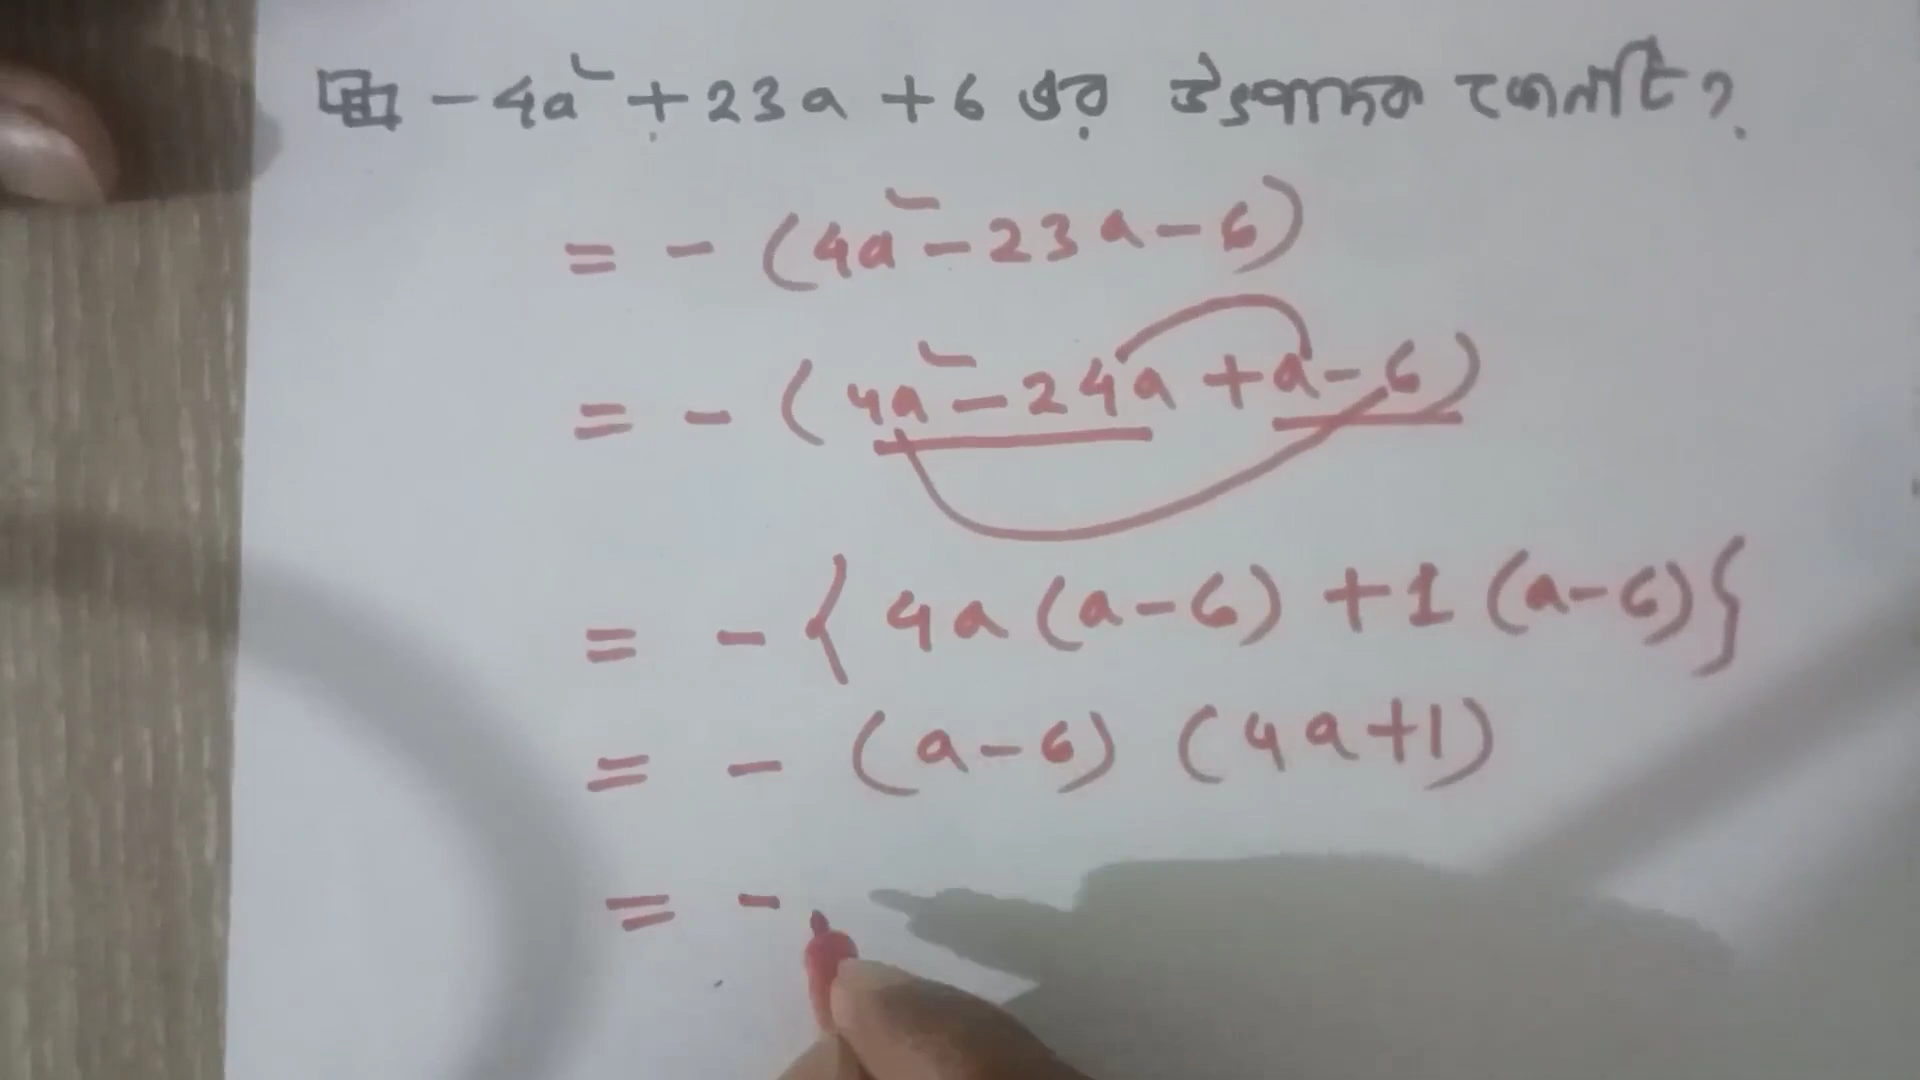 - 4a² + 23a + 6 এর উৎপাদক কোনটি?
= - (4a² - 23a - 6)
= - (4a² - 24a + a - 6)
= - { 4a (a - 6) + 1 (a - 6) }
= - (a - 6) (4a + 1)
= -